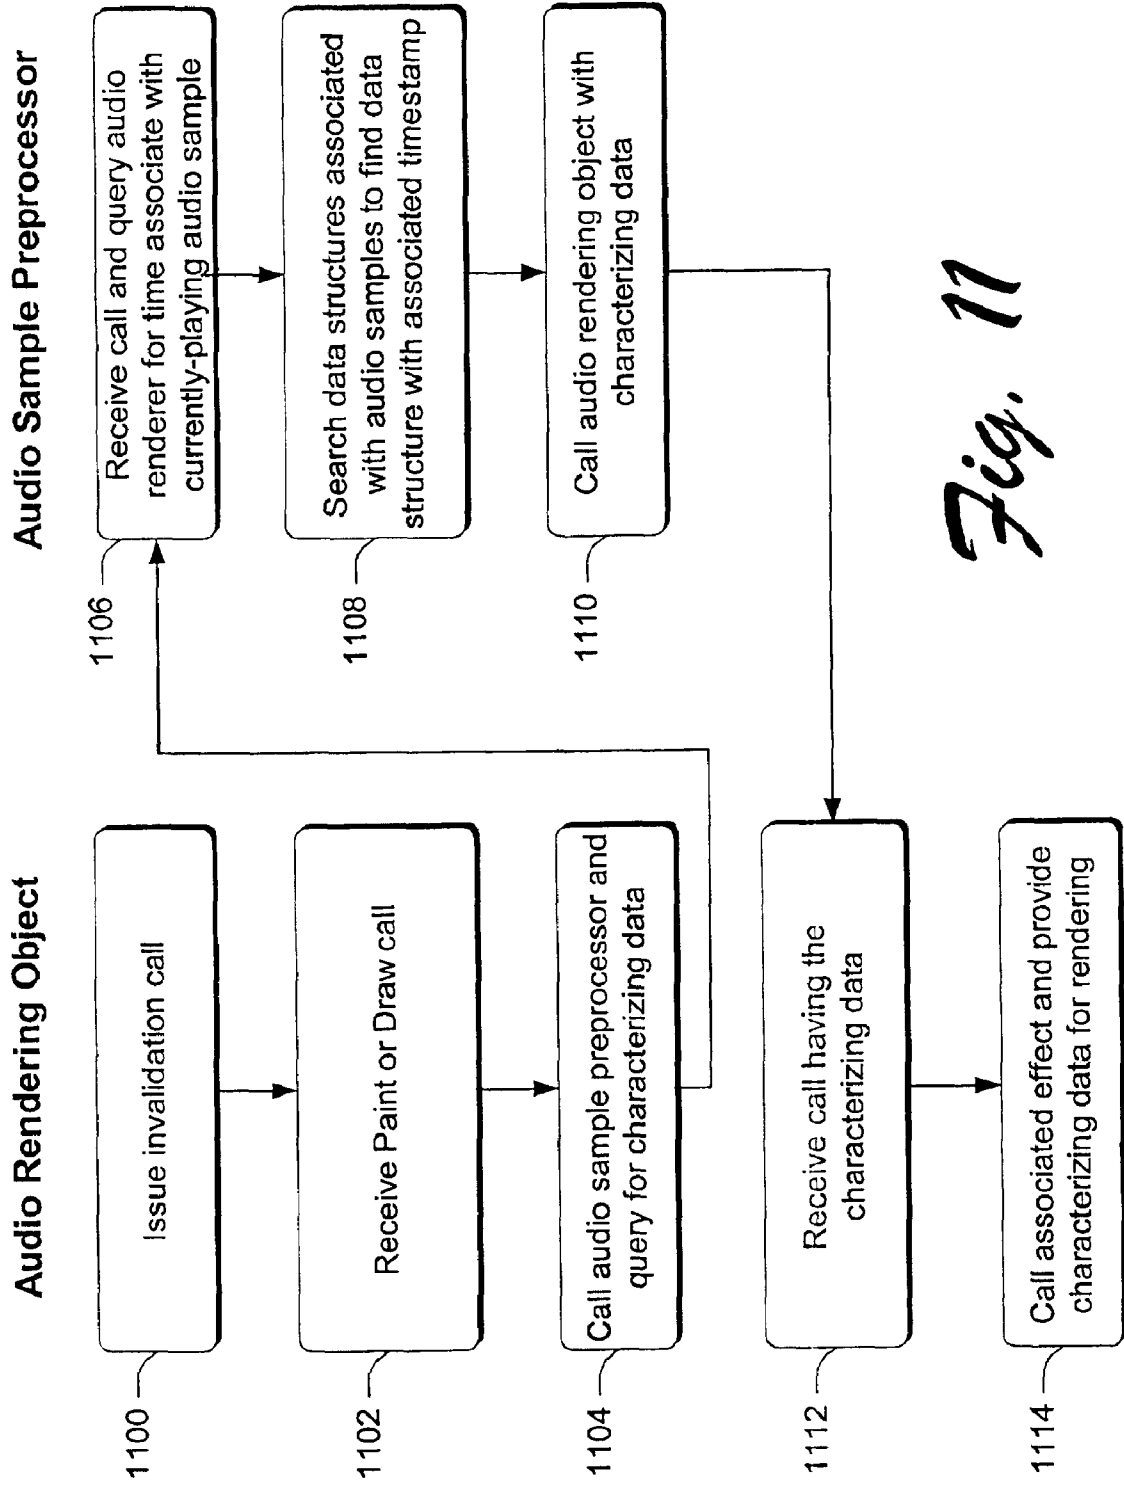 Audio Rendering Object
1100
Issue invalidation call
1102
Receive Paint or Draw call
1104
Call audio sample preprocessor and
query for characterizing data
1112
Receive call having the
characterizing data
1114
Call associated effect and provide
characterizing data for rendering
Audio Sample Preprocessor
1106
Receive call and query audio
renderer for time associate with
currently-playing audio sample
1108
Search data structures associated
with audio samples to find data
structure with associated timestamp
1110
Call audio rendering object with
characterizing data
Fig. 11